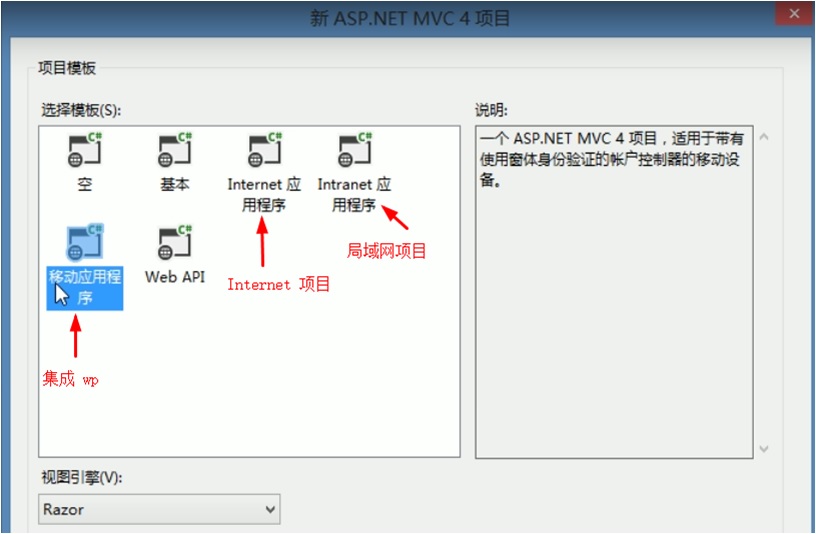 新 ASP.NET MVC 4 项目
项目模板
选择模板(S):
说明:
C#
C#
C#
C#
空
基本
Internet 应
用程序
Intranet 应
用程序
一个 ASP.NET MVC 4 项目，适用于带有
使用窗体身份验证的帐户控制器的移动设
备。
局域网项目
C#
C#
移动应用程
序
Web API
Internet 项目
集成 wp
视图引擎(V):
Razor